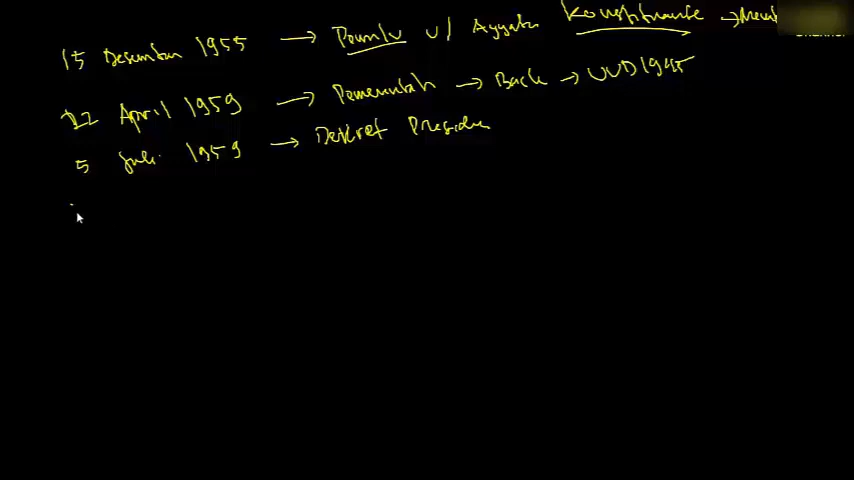 15 Desember 1955 → Pemilu u/ Anggota Konstituante →
22 April 1959 → Pemerintah → Back → UUD 1945
5 Juli 1959 → Dekret Presiden